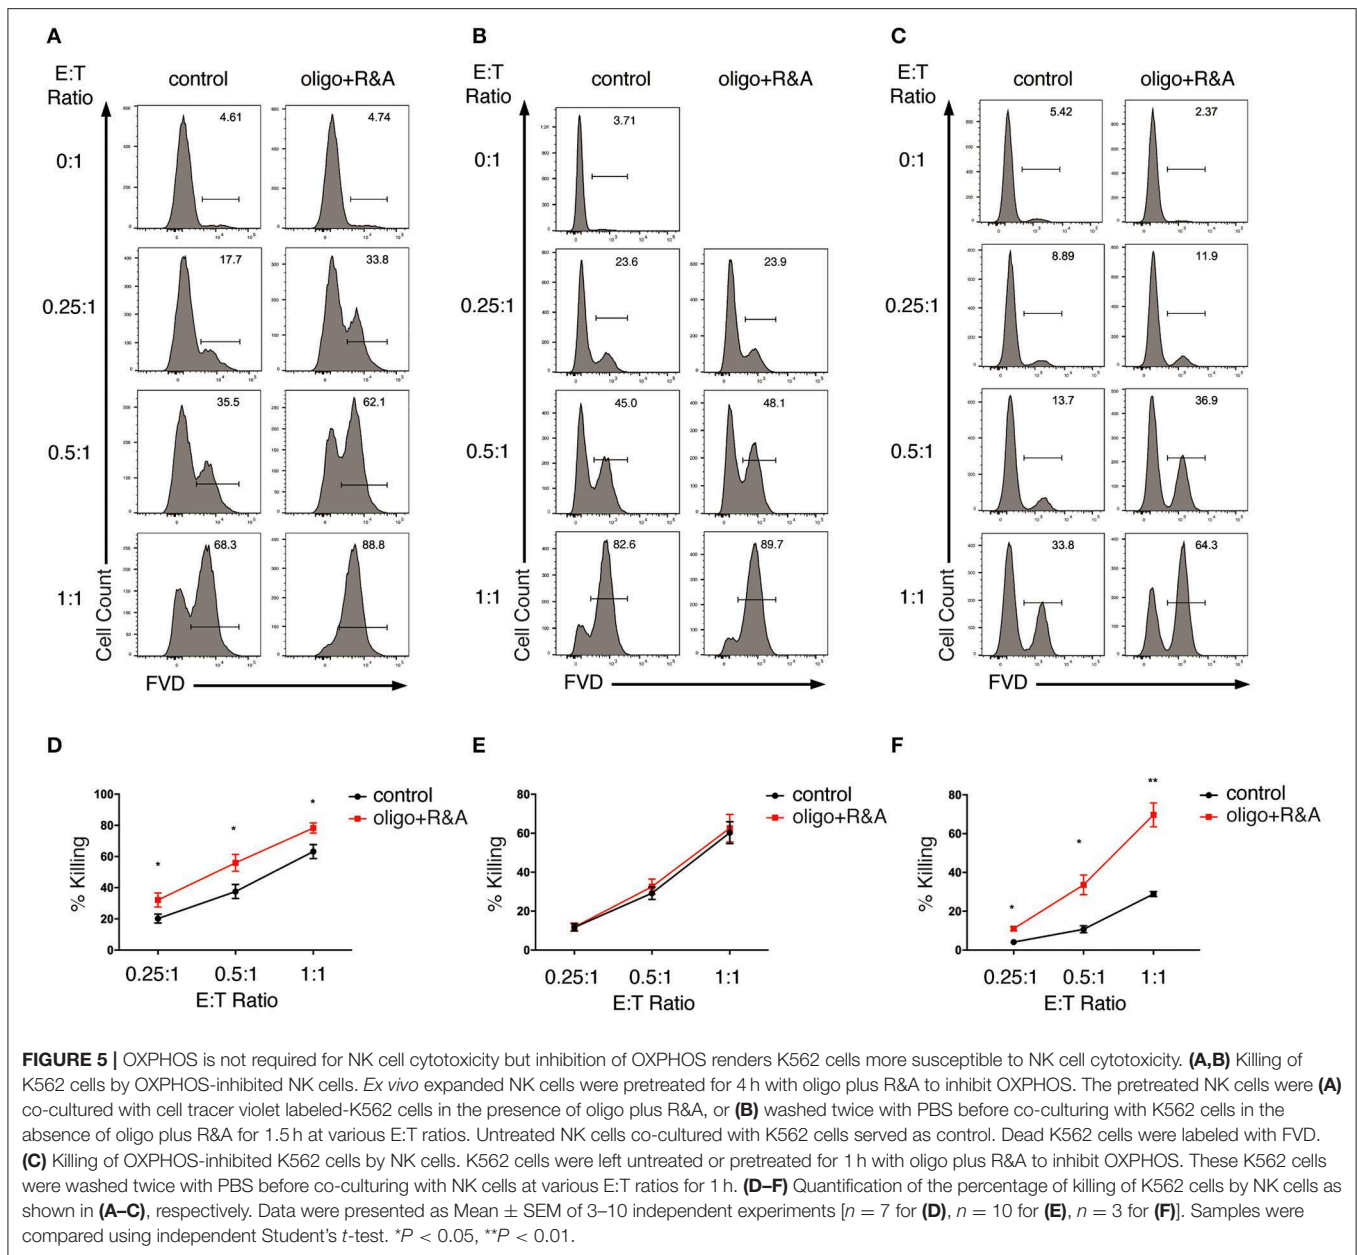 A
B
C
E:T
Ratio
control
oligo+R&A
E:T
Ratio
control
oligo+R&A
E:T
Ratio
control
oligo+R&A
0:1
4.61
4.74
0:1
3.71
0:1
5.42
2.37
0.25:1
17.7
33.8
0.25:1
23.6
23.9
0.25:1
8.89
11.9
0.5:1
35.5
62.1
0.5:1
45.0
48.1
0.5:1
13.7
36.9
1:1
68.3
88.8
1:1
82.6
89.7
1:1
33.8
64.3
Cell Count
Cell Count
Cell Count
FVD
FVD
FVD
D
E
F
% Killing
100
80
60
40
20
0
0.25:1 0.5:1 1:1
E:T Ratio
control
oligo+R&A
* * *
% Killing
80
60
40
20
0
0.25:1 0.5:1 1:1
E:T Ratio
control
oligo+R&A
% Killing
80
60
40
20
0
0.25:1 0.5:1 1:1
E:T Ratio
control
oligo+R&A
* * **
FIGURE 5 | OXPHOS is not required for NK cell cytotoxicity but inhibition of OXPHOS renders K562 cells more susceptible to NK cell cytotoxicity. (A,B) Killing of
K562 cells by OXPHOS-inhibited NK cells. Ex vivo expanded NK cells were pretreated for 4 h with oligo plus R&A to inhibit OXPHOS. The pretreated NK cells were (A)
co-cultured with cell tracer violet labeled-K562 cells in the presence of oligo plus R&A, or (B) washed twice with PBS before co-culturing with K562 cells in the
absence of oligo plus R&A for 1.5 h at various E:T ratios. Untreated NK cells co-cultured with K562 cells served as control. Dead K562 cells were labeled with FVD.
(C) Killing of OXPHOS-inhibited K562 cells by NK cells. K562 cells were left untreated or pretreated for 1 h with oligo plus R&A to inhibit OXPHOS. These K562 cells
were washed twice with PBS before co-culturing with NK cells at various E:T ratios for 1 h. (D–F) Quantification of the percentage of killing of K562 cells by NK cells as
shown in (A–C), respectively. Data were presented as Mean ± SEM of 3–10 independent experiments [n = 7 for (D), n = 10 for (E), n = 3 for (F)]. Samples were
compared using independent Student's t-test. *P < 0.05, **P < 0.01.